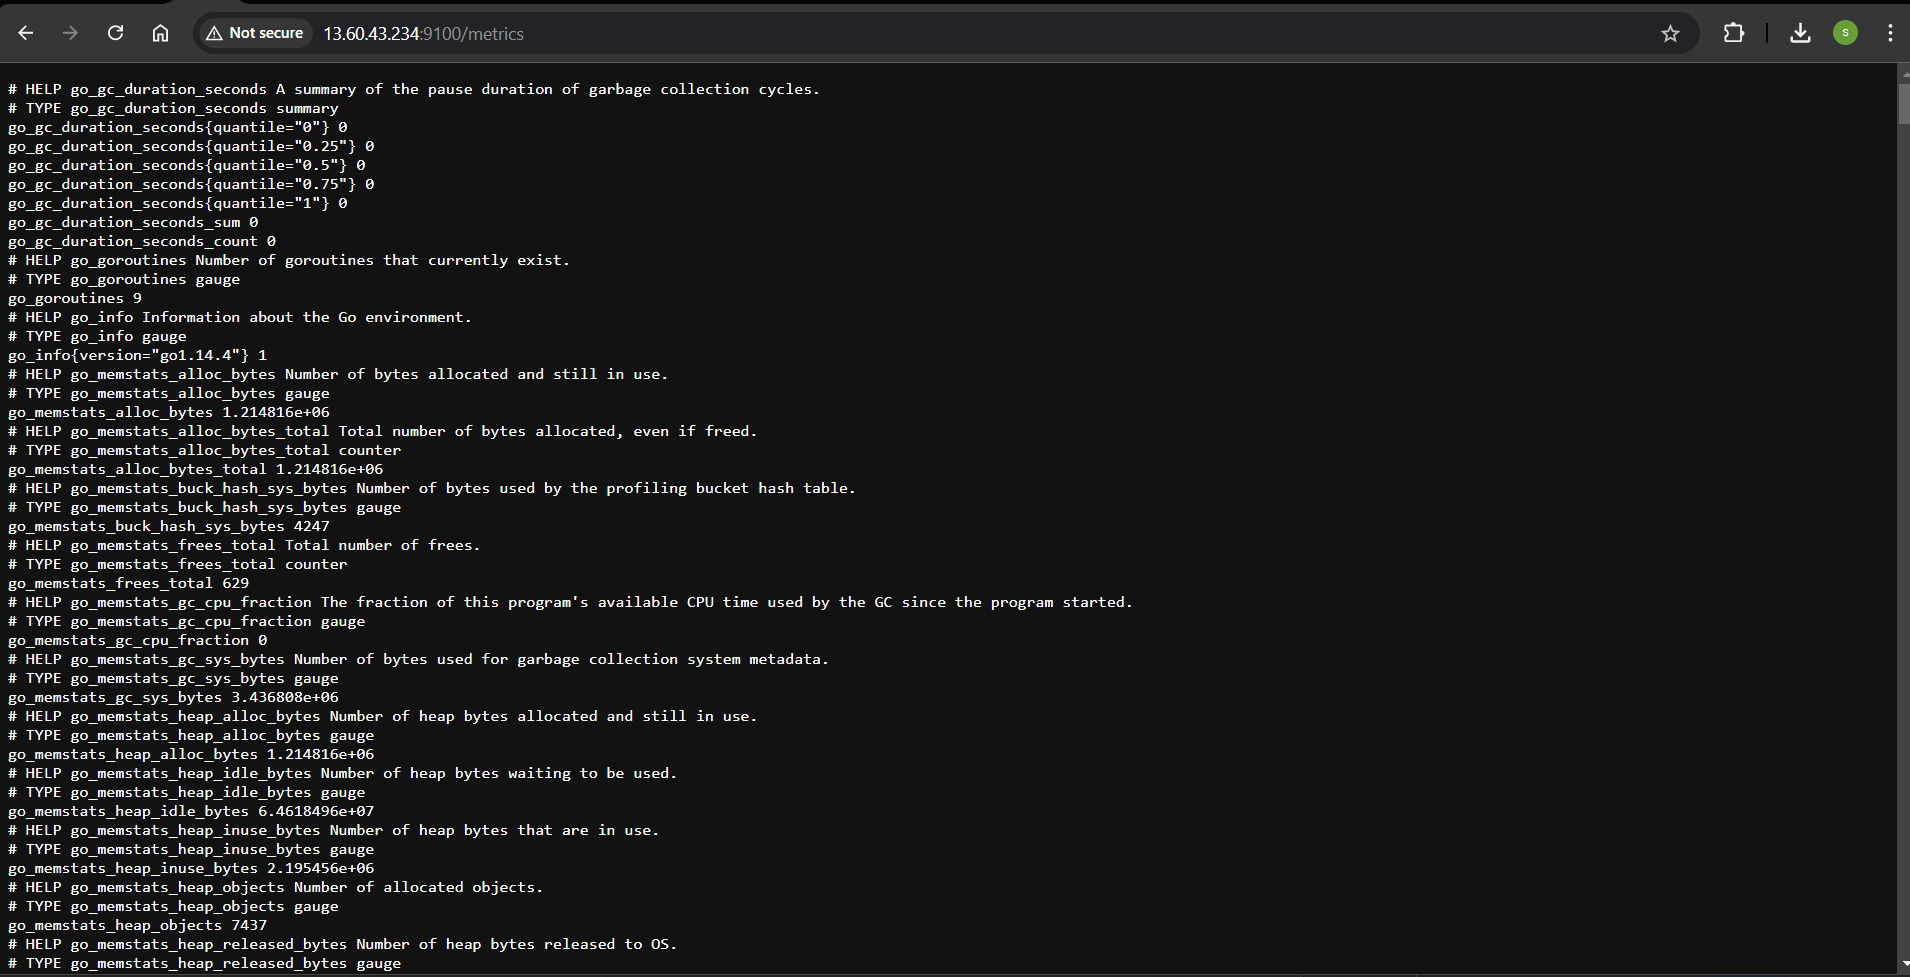 Not secure 13.60.43.234:9100/metrics S
# HELP go_gc_duration_seconds A summary of the pause duration of garbage collection cycles.
# TYPE go_gc_duration_seconds summary
go_gc_duration_seconds{quantile="0"} 0
go_gc_duration_seconds{quantile="0.25"} 0
go_gc_duration_seconds{quantile="0.5"} 0
go_gc_duration_seconds{quantile="0.75"} 0
go_gc_duration_seconds{quantile="1"} 0
go_gc_duration_seconds_sum 0
go_gc_duration_seconds_count 0
# HELP go_goroutines Number of goroutines that currently exist.
# TYPE go_goroutines gauge
go_goroutines 9
# HELP go_info Information about the Go environment.
# TYPE go_info gauge
go_info{version="go1.14.4"} 1
# HELP go_memstats_alloc_bytes Number of bytes allocated and still in use.
# TYPE go_memstats_alloc_bytes gauge
go_memstats_alloc_bytes 1.214816e+06
# HELP go_memstats_alloc_bytes_total Total number of bytes allocated, even if freed.
# TYPE go_memstats_alloc_bytes_total counter
go_memstats_alloc_bytes_total 1.214816e+06
# HELP go_memstats_buck_hash_sys_bytes Number of bytes used by the profiling bucket hash table.
# TYPE go_memstats_buck_hash_sys_bytes gauge
go_memstats_buck_hash_sys_bytes 4247
# HELP go_memstats_frees_total Total number of frees.
# TYPE go_memstats_frees_total counter
go_memstats_frees_total 629
# HELP go_memstats_gc_cpu_fraction The fraction of this program's available CPU time used by the GC since the program started.
# TYPE go_memstats_gc_cpu_fraction gauge
go_memstats_gc_cpu_fraction 0
# HELP go_memstats_gc_sys_bytes Number of bytes used for garbage collection system metadata.
# TYPE go_memstats_gc_sys_bytes gauge
go_memstats_gc_sys_bytes 3.436808e+06
# HELP go_memstats_heap_alloc_bytes Number of heap bytes allocated and still in use.
# TYPE go_memstats_heap_alloc_bytes gauge
go_memstats_heap_alloc_bytes 1.214816e+06
# HELP go_memstats_heap_idle_bytes Number of heap bytes waiting to be used.
# TYPE go_memstats_heap_idle_bytes gauge
go_memstats_heap_idle_bytes 6.4618496e+07
# HELP go_memstats_heap_inuse_bytes Number of heap bytes that are in use.
# TYPE go_memstats_heap_inuse_bytes gauge
go_memstats_heap_inuse_bytes 2.195456e+06
# HELP go_memstats_heap_objects Number of allocated objects.
# TYPE go_memstats_heap_objects gauge
go_memstats_heap_objects 7437
# HELP go_memstats_heap_released_bytes Number of heap bytes released to OS.
# TYPE go_memstats_heap_released_bytes gauge